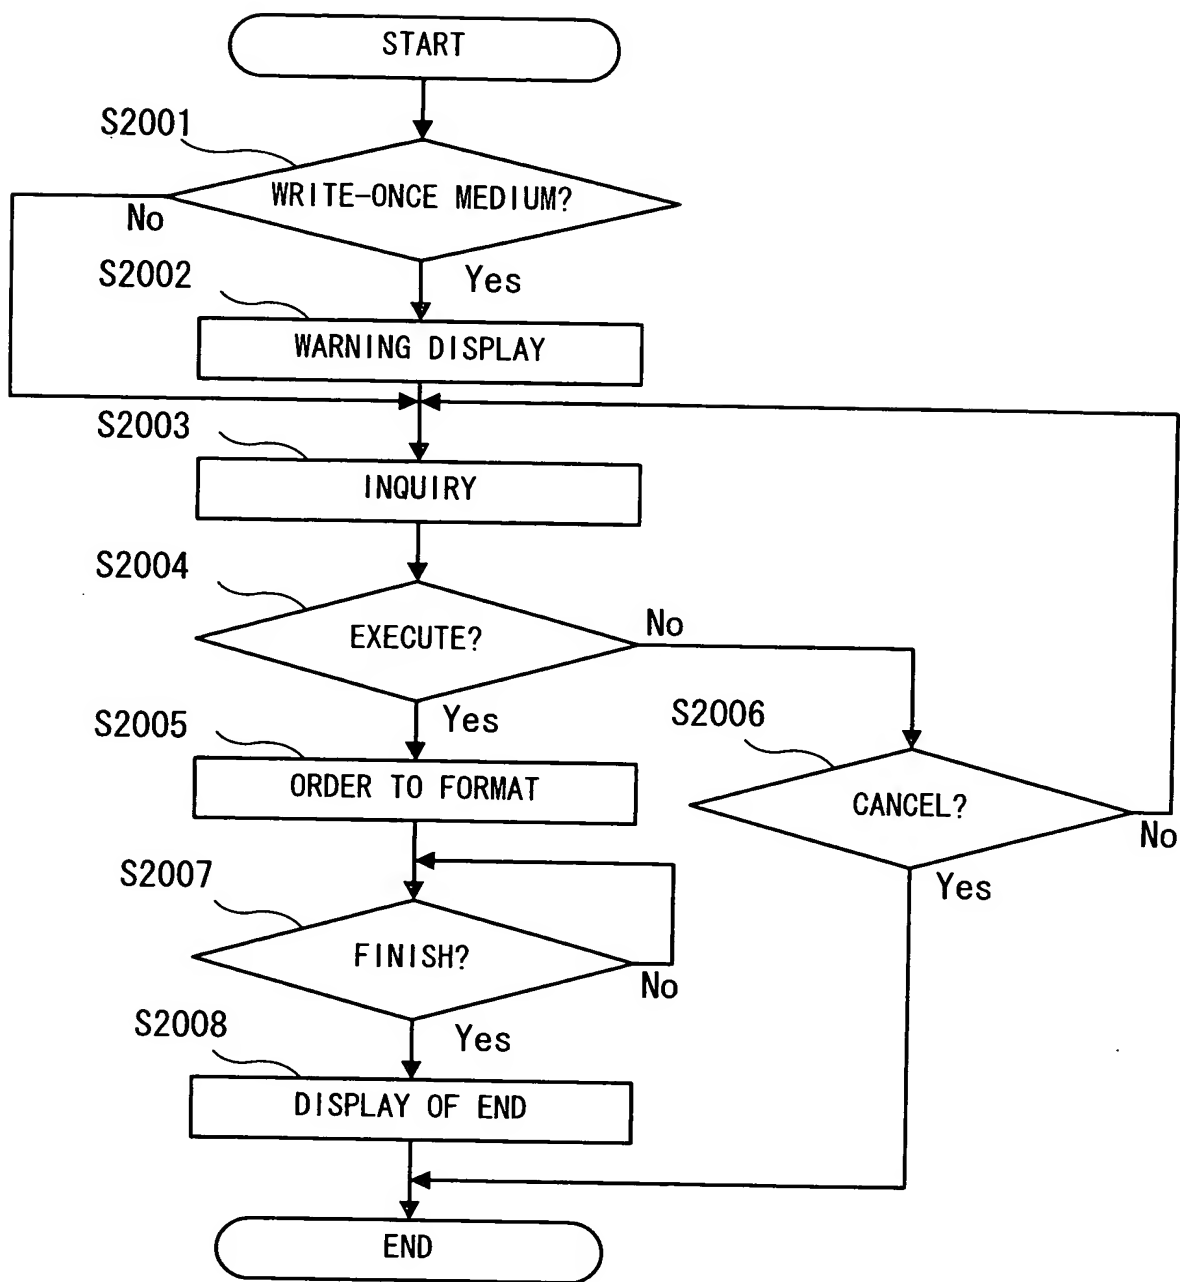 START
S2001
WRITE-ONCE MEDIUM?
No
S2002
Yes
WARNING DISPLAY
S2003
INQUIRY
S2004
EXECUTE?
No
S2005
Yes
S2006
ORDER TO FORMAT
CANCEL?
No
S2007
Yes
FINISH?
No
S2008
Yes
DISPLAY OF END
END